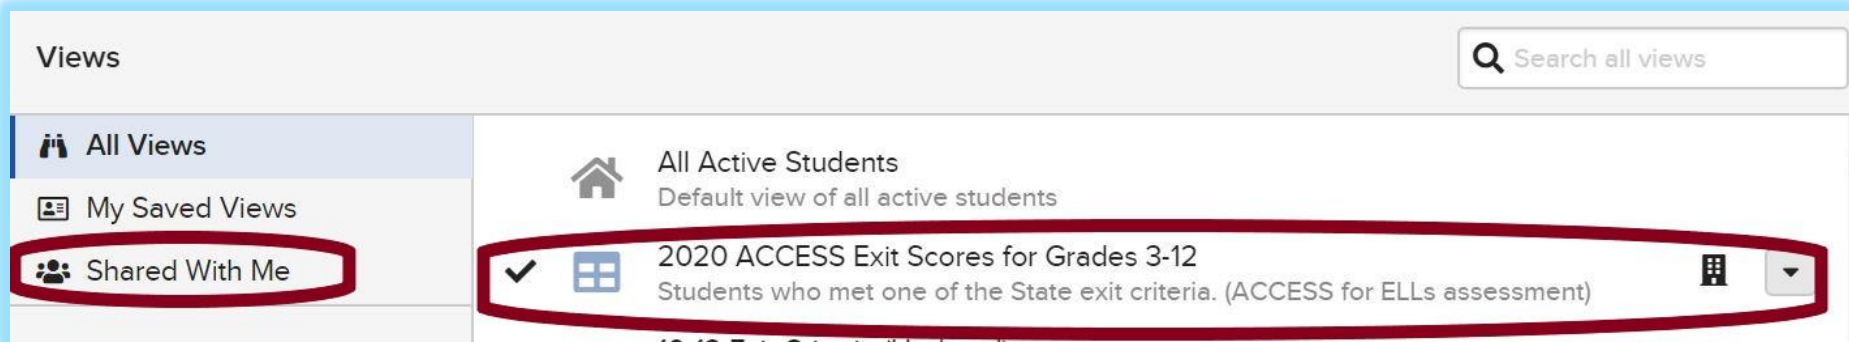 Views
Search all views
All Views
My Saved Views
Shared With Me
All Active Students
Default view of all active students
2020 ACCESS Exit Scores for Grades 3-12
Students who met one of the State exit criteria. (ACCESS for ELLs assessment)